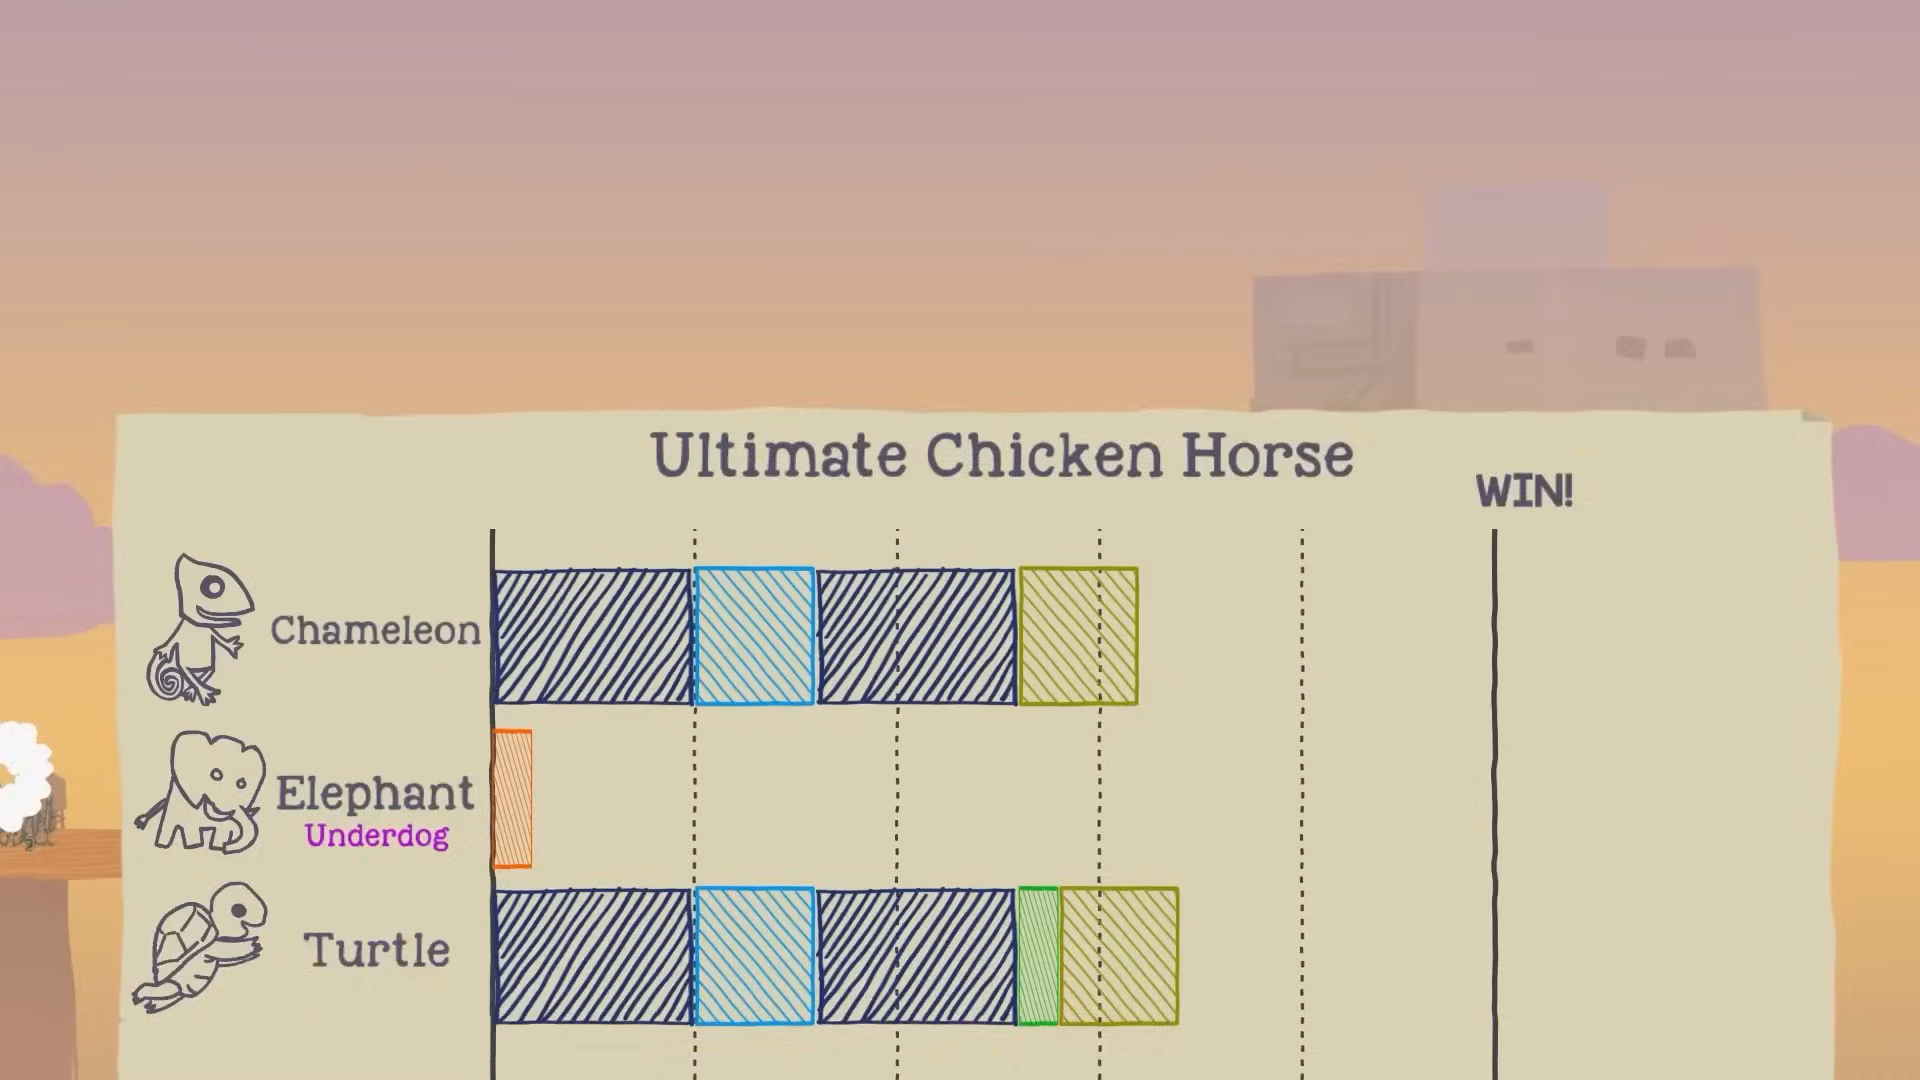 Ultimate Chicken Horse
WIN!
Chameleon
Elephant
Underdog
Turtle